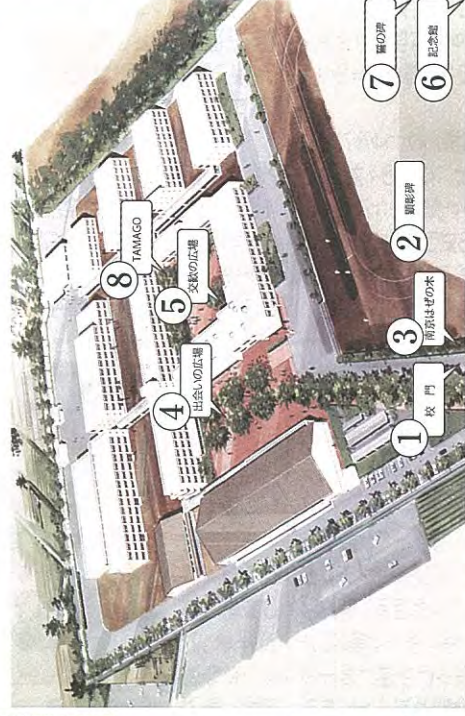 ① 校門
② 顕彰碑
③ 南京はぜの木
④ 出会いの広場
⑤ 交歓の広場
⑥ 記念館
⑦ の碑
⑧ TAMAGO